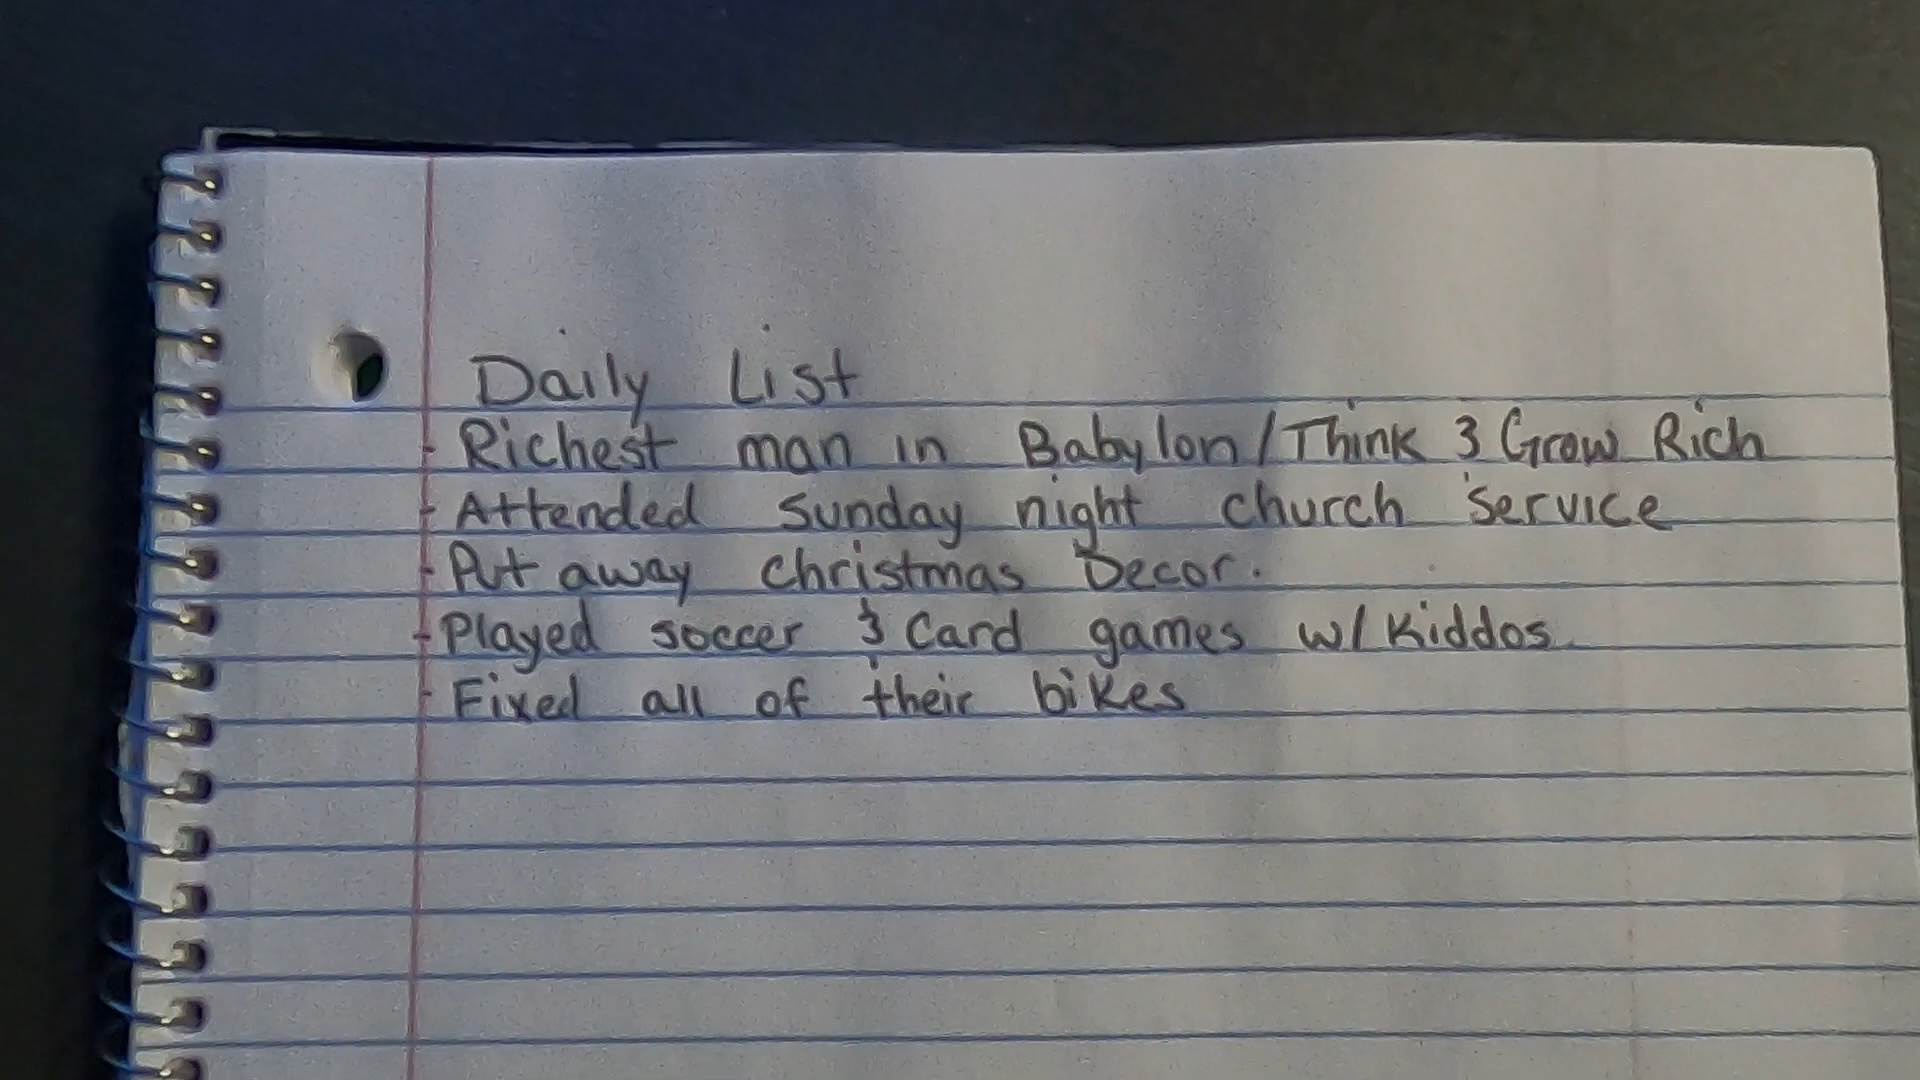 Daily List
- Richest man in Babylon/Think & Grow Rich
- Attended Sunday night church service
- Put away Christmas Decor.
- Played soccer & Card games w/ Kiddos
- Fixed all of their bikes